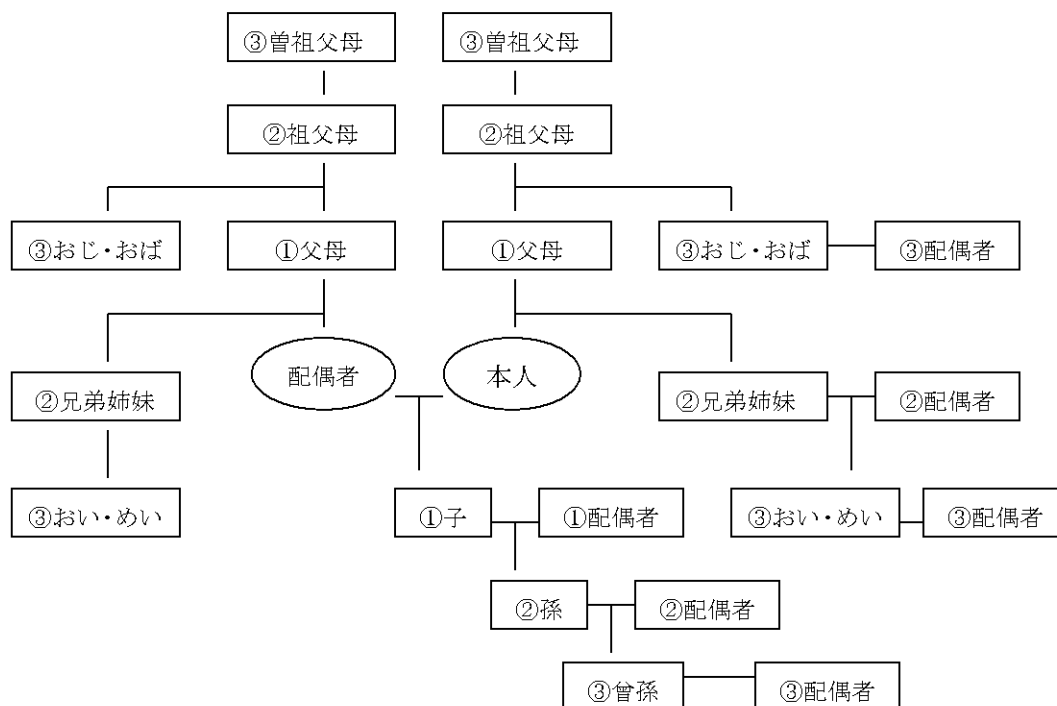 ③曽祖父母
③曽祖父母
②祖父母
②祖父母
③おじ・おば
①父母
①父母
③おじ・おば
③配偶者
配偶者
本人
②兄弟姉妹
②兄弟姉妹
②配偶者
③おい・めい
①子
①配偶者
③おい・めい
③配偶者
②孫
②配偶者
③曾孫
③配偶者